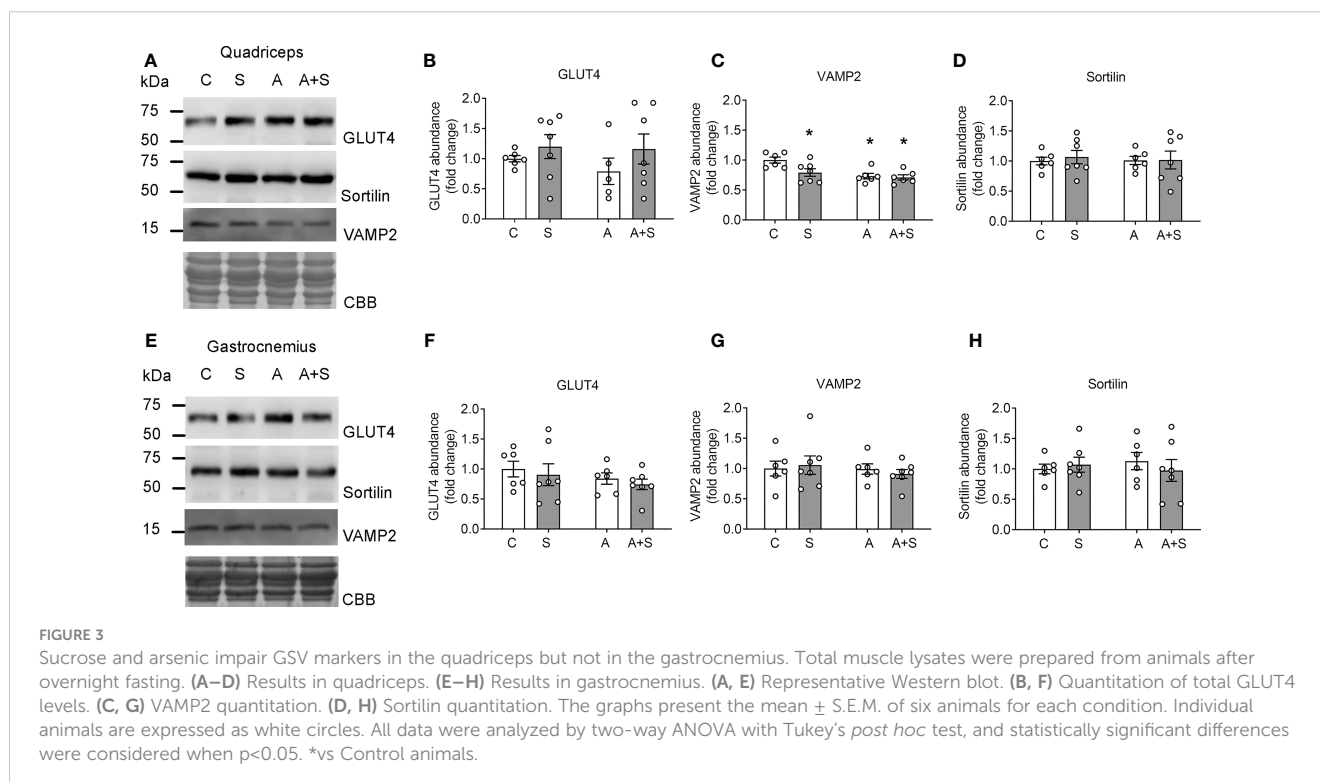 A
Quadriceps
kDa
C S A A+S
75
50
GLUT4
75
50
Sortilin
15
VAMP2
CBB
B
GLUT4
GLUT4 abundance
(fold change)
2.0
1.5
1.0
0.5
0.0
C S A A+S
C
VAMP2
VAMP2 abundance
(fold change)
2.0
1.5
1.0
0.5
0.0
* * *
C S A A+S
D
Sortilin
Sortilin abundance
(fold change)
2.0
1.5
1.0
0.5
0.0
C S A A+S
E
Gastrocnemius
kDa
C S A A+S
75
50
GLUT4
75
50
Sortilin
15
VAMP2
CBB
F
GLUT4
GLUT4 abundance
(fold change)
2.0
1.5
1.0
0.5
0.0
C S A A+S
G
VAMP2
VAMP2 abundance
(fold change)
2.0
1.5
1.0
0.5
0.0
C S A A+S
H
Sortilin
Sortilin abundance
(fold change)
2.0
1.5
1.0
0.5
0.0
C S A A+S
FIGURE 3
Sucrose and arsenic impair GSV markers in the quadriceps but not in the gastrocnemius. Total muscle lysates were prepared from animals after
overnight fasting. (A–D) Results in quadriceps. (E–H) Results in gastrocnemius. (A, E) Representative Western blot. (B, F) Quantitation of total GLUT4
levels. (C, G) VAMP2 quantitation. (D, H) Sortilin quantitation. The graphs present the mean ± S.E.M. of six animals for each condition. Individual
animals are expressed as white circles. All data were analyzed by two-way ANOVA with Tukey's post hoc test, and statistically significant differences
were considered when p<0.05. *vs Control animals.